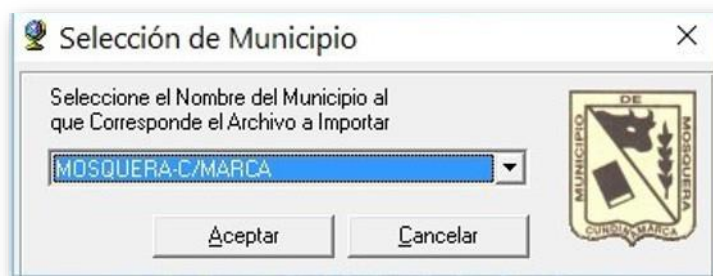 Selección de Municipio
Seleccione el Nombre del Municipio al
que Corresponde el Archivo a Importar
MOSQUERA-C/MARCA
Aceptar
Cancelar
MUNICIPIO
DE
MOSQUERA
CUNDINAMARCA